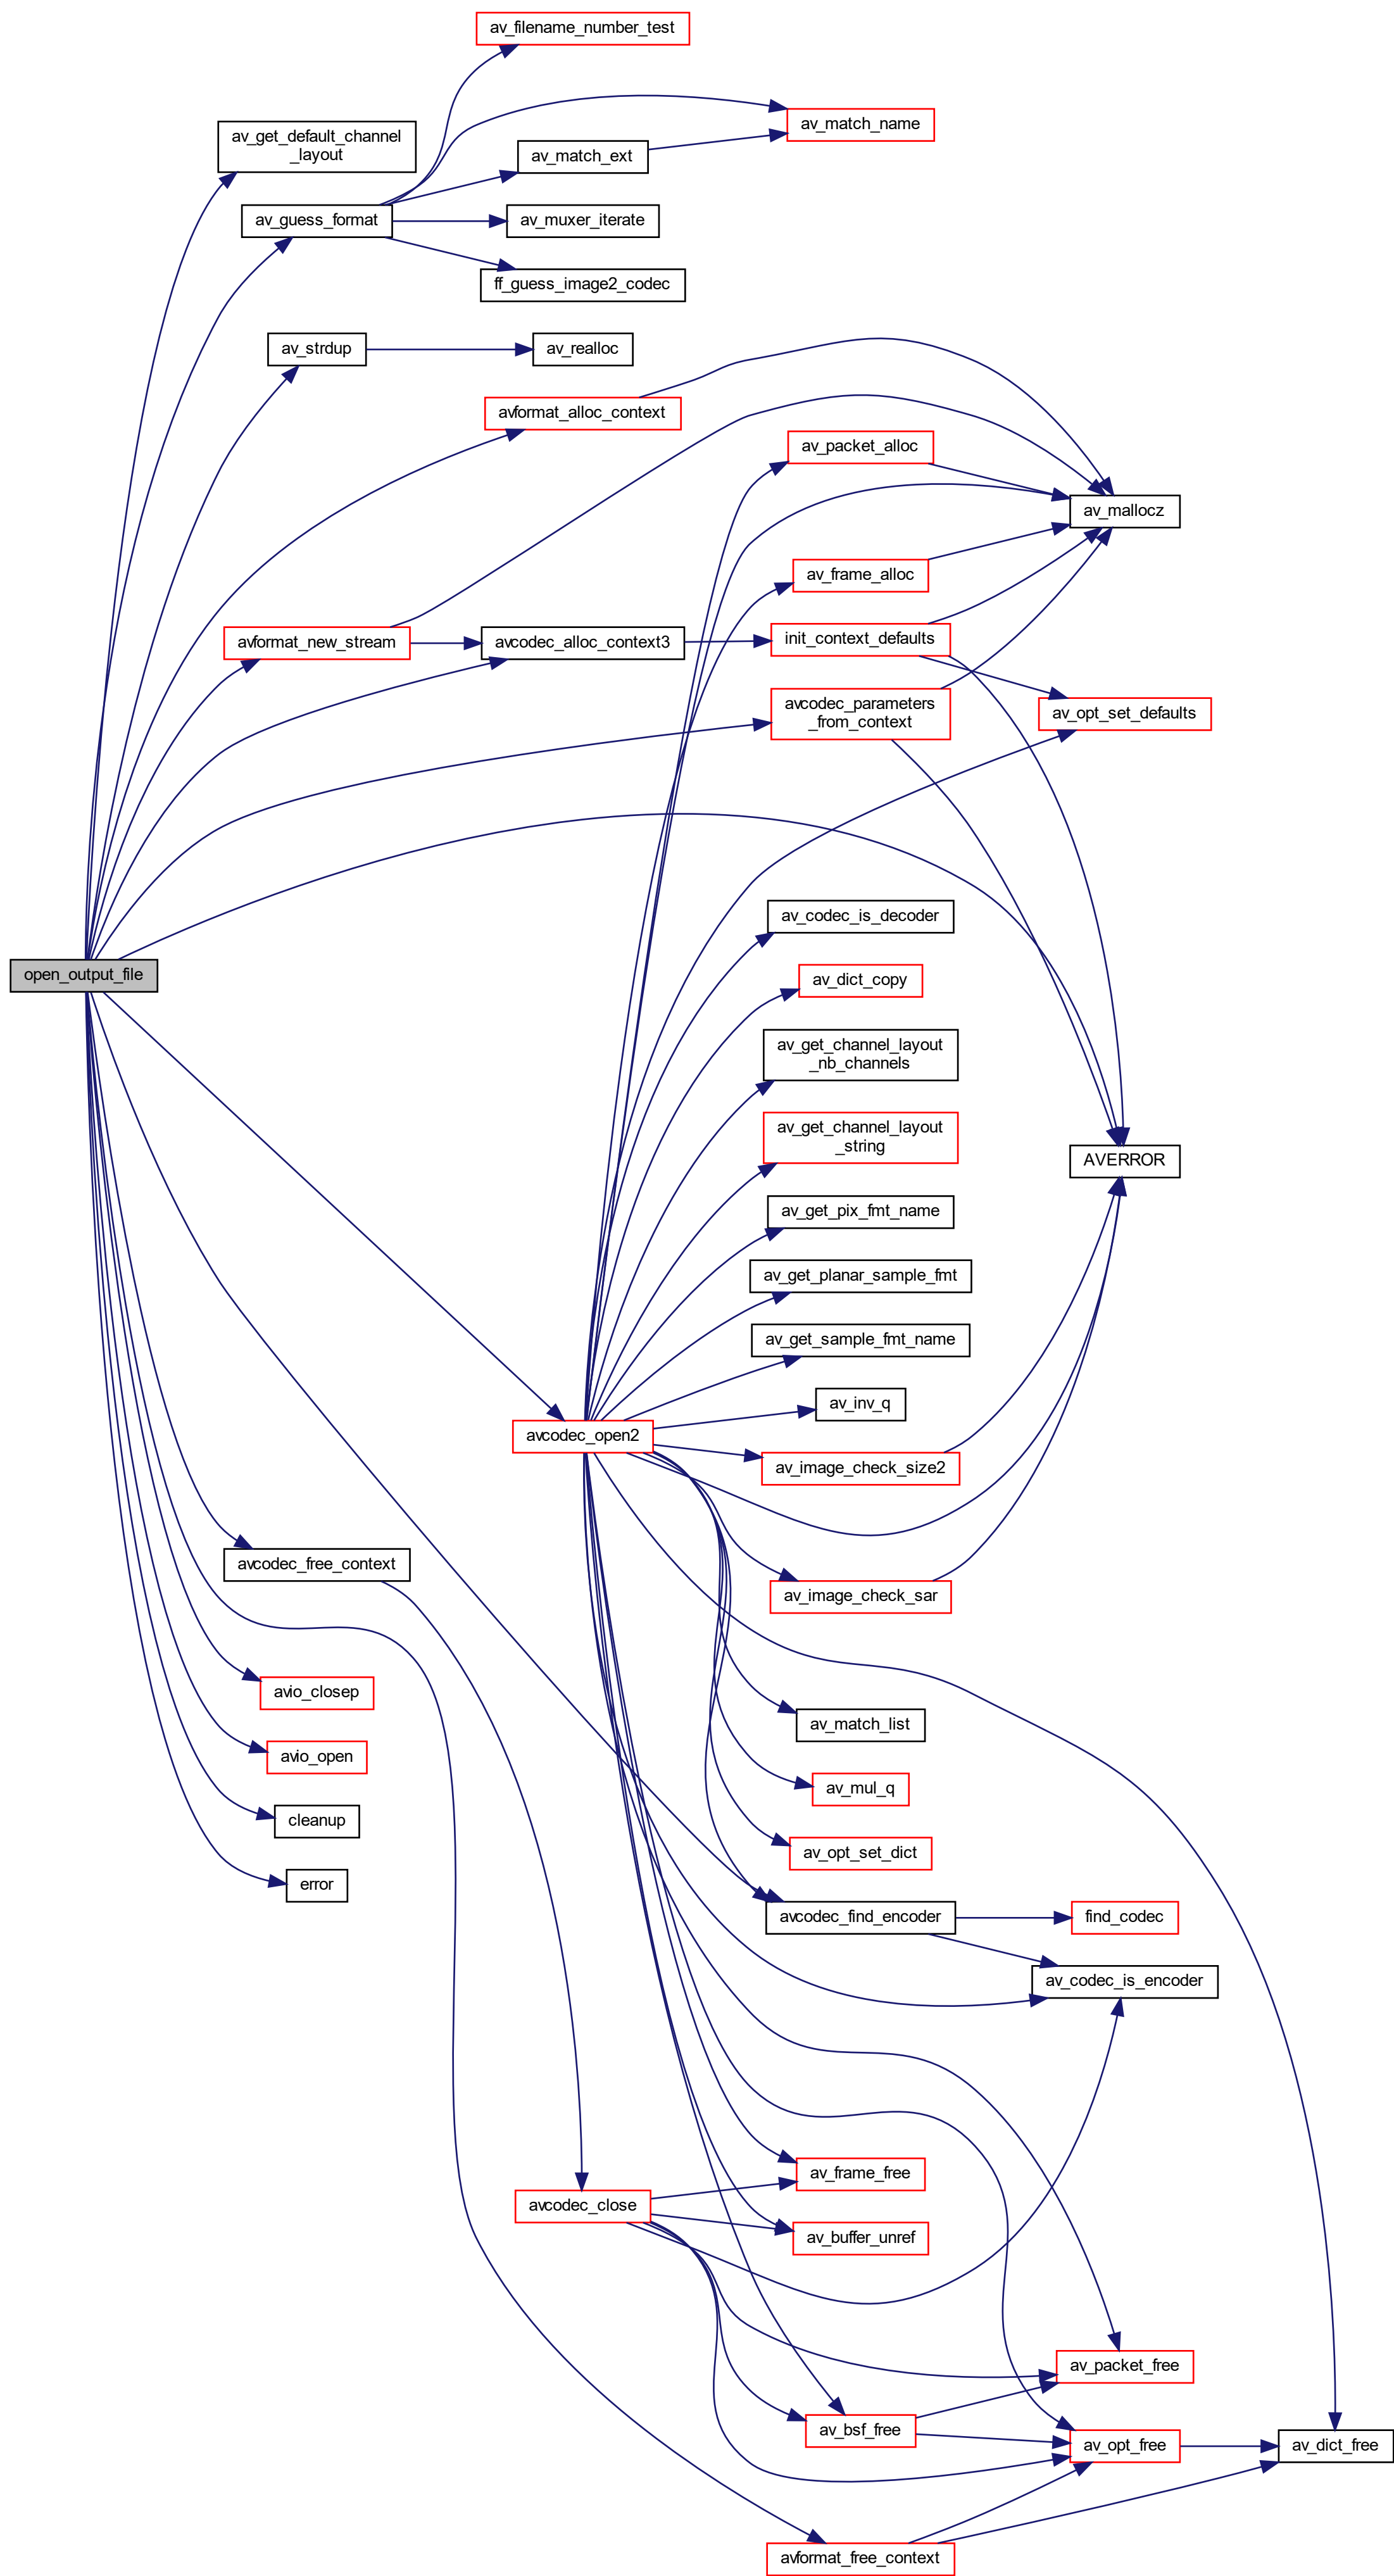 av_filename_number_test
av_match_name
av_get_default_channel
_layout
av_match_ext
av_guess_format
av_muxer_iterate
ff_guess_image2_codec
av_strdup
av_realloc
avformat_alloc_context
av_packet_alloc
av_mallocz
av_frame_alloc
avformat_new_stream
avcodec_alloc_context3
init_context_defaults
avcodec_parameters
_from_context
av_opt_set_defaults
av_codec_is_decoder
open_output_file
av_dict_copy
av_get_channel_layout
_nb_channels
av_get_channel_layout
_string
AVERROR
av_get_pix_fmt_name
av_get_planar_sample_fmt
av_get_sample_fmt_name
av_inv_q
avcodec_open2
av_image_check_size2
avcodec_free_context
av_image_check_sar
avio_closep
av_match_list
avio_open
av_mul_q
cleanup
av_opt_set_dict
error
avcodec_find_encoder
find_codec
av_codec_is_encoder
av_frame_free
avcodec_close
av_buffer_unref
av_packet_free
av_bsf_free
av_opt_free
av_dict_free
avformat_free_context